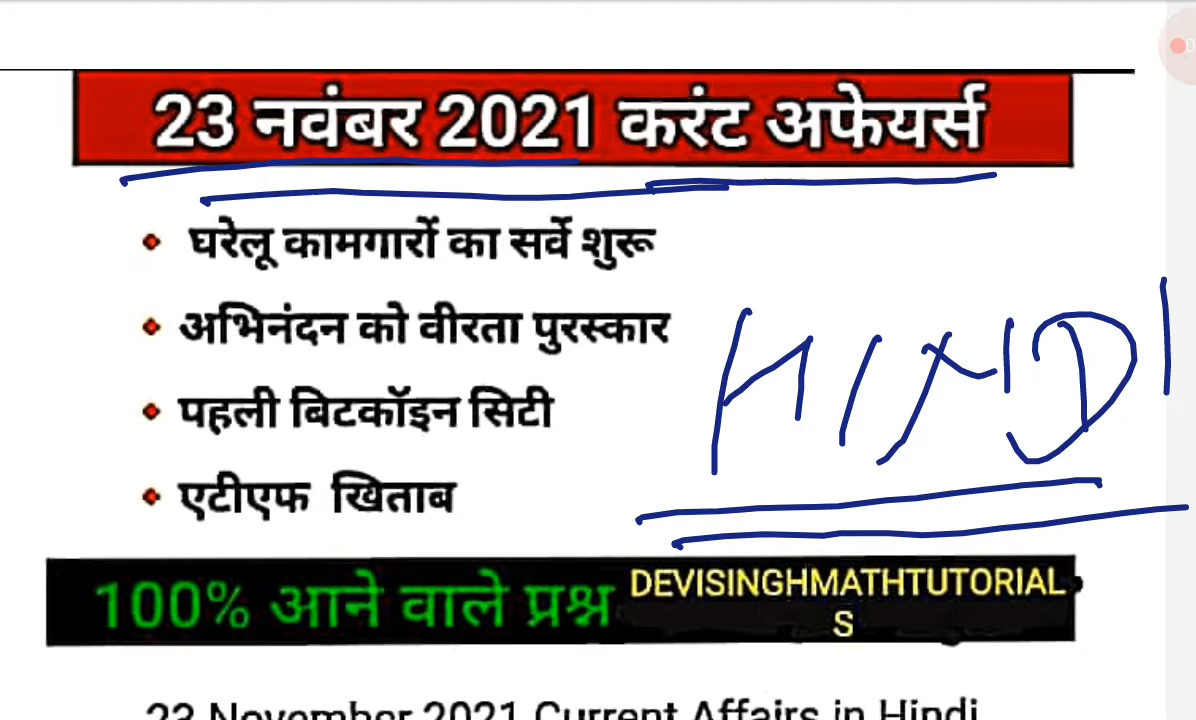 23 नवंबर 2021 करंट अफेयर्स
• घरेलू कामगारों का सर्वे शुरू
• अभिनंदन को वीरता पुरस्कार
• पहली बिटकॉइन सिटी
• एटीएफ खिताब
HINDI
100% आने वाले प्रश्न DEVISINGHMATHTUTORIAL
S
23 November 2021 Current Affairs in Hindi